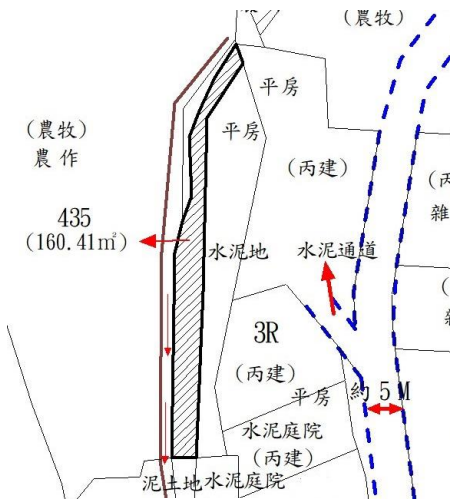 (農牧)
平房
(農牧)
農作
平房
(丙建)
(丙
雜
435
(160.41㎡)
水泥地
水泥通道
(
雜
3R
(丙建)
平房
約 5 M
水泥庭院
(丙建)
泥土地
水泥庭院